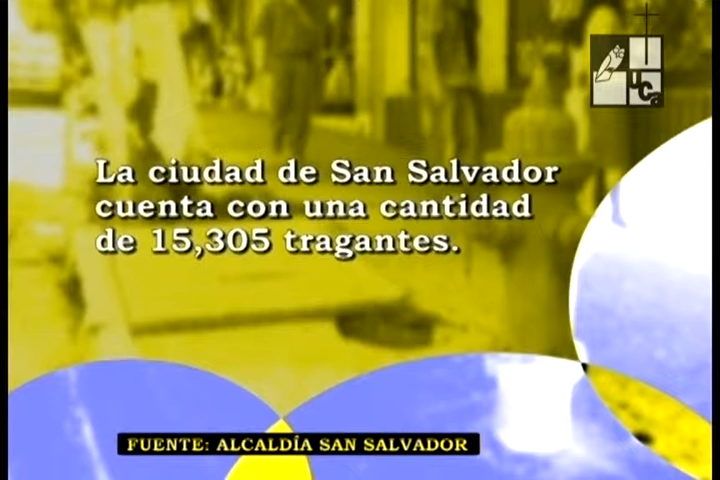 UCa
La ciudad de San Salvador
cuenta con una cantidad
de 15,305 tragantes.
FUENTE: ALCALDÍA SAN SALVADOR